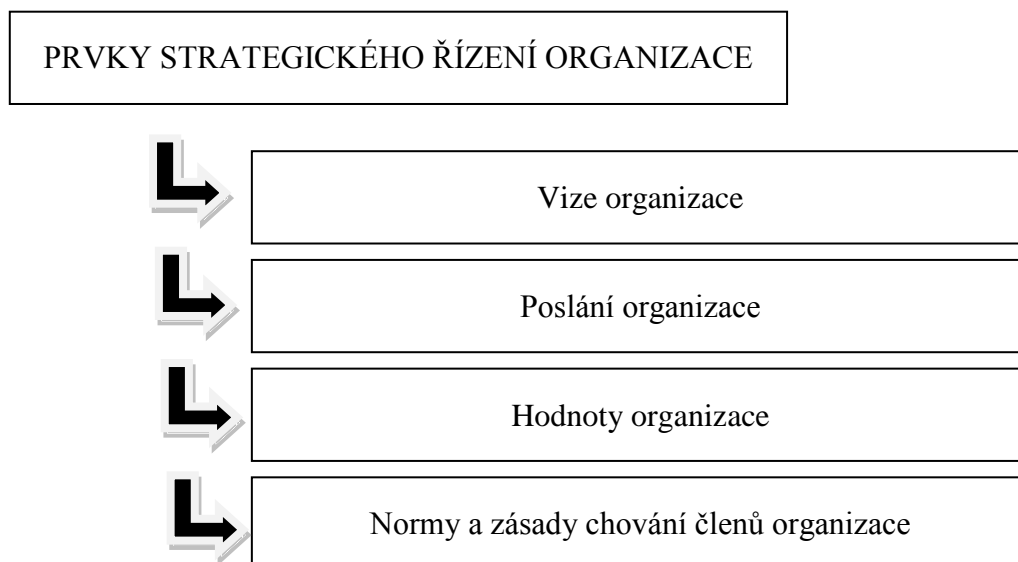 PRVKY STRATEGICKÉHO ŘÍZENÍ ORGANIZACE
Vize organizace
Poslání organizace
Hodnoty organizace
Normy a zásady chování členů organizace